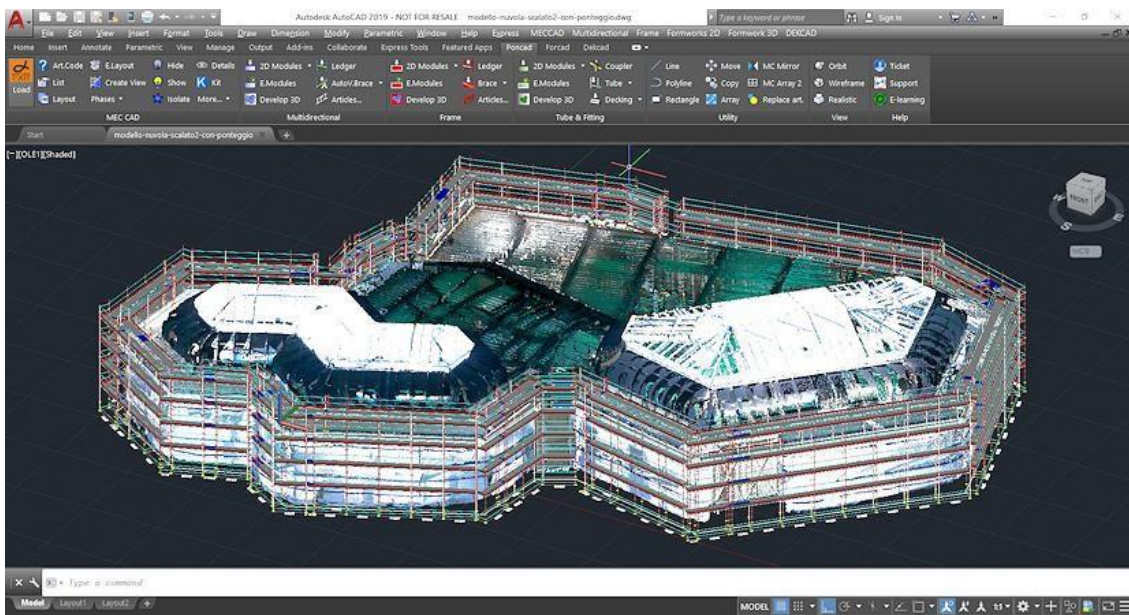 Autodesk AutoCAD 2019 - NOT FOR RESALE modello-nuvola-scalato2-con-ponteggio.dwg
Type a keyword or phrase
Sign In
File Edit View Insert Format Tools Draw Dimension Modify Parametric Window Help Express MECCAD Multidirectional Frame Formworks 2D Formwork 3D DEKCAD
Home Insert Annotate Parametric View Manage Output Add-ins Collaborate Express Tools Featured Apps Poncad Forcad Dekcad
Load
Art.Code E.Layout Hide Details
List Create View Show Kit
Layout Phases Isolate More...
MEC CAD
2D Modules Ledger
E.Modules AutoV.Brace
Develop 3D Articles...
Multidirectional
2D Modules Ledger
E.Modules Brace
Develop 3D Articles...
Frame
2D Modules Coupler
E.Modules Tube
Develop 3D Decking
Tube & Fitting
Line Move MC Mirror
Polyline Copy MC Array 2
Rectangle Array Replace art.
Utility
Orbit
Wireframe
Realistic
View
Ticket
Support
E-learning
Help
Start modello-nuvola-scalato2-con-ponteggio
[−][OLE1][Shaded]
FRONT
E
S
WCS
Type a command
Model Layout1 Layout2
MODEL 1:1